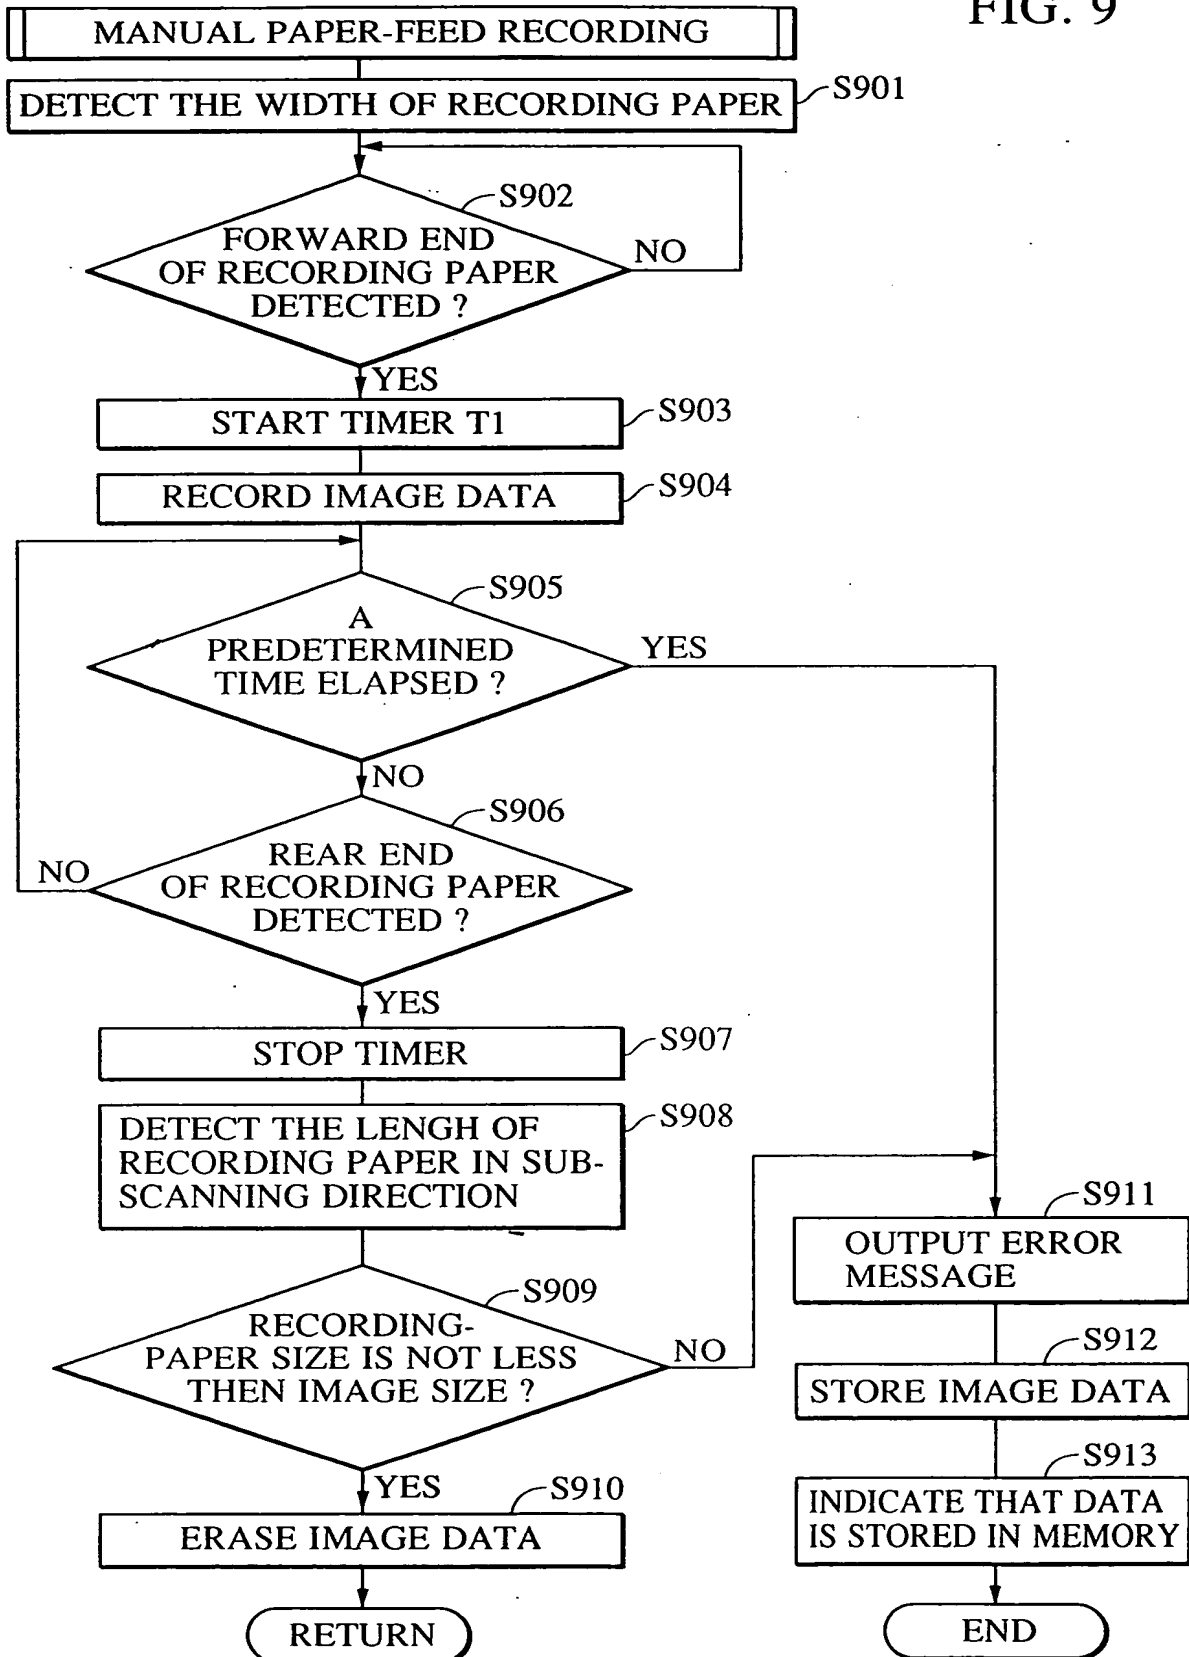 FIG. 9
MANUAL PAPER-FEED RECORDING
DETECT THE WIDTH OF RECORDING PAPER
S901
S902
FORWARD END
OF RECORDING PAPER
DETECTED ?
NO
YES
START TIMER T1
S903
RECORD IMAGE DATA
S904
S905
A
PREDETERMINED
TIME ELAPSED ?
YES
NO
S906
REAR END
OF RECORDING PAPER
DETECTED ?
NO
YES
STOP TIMER
S907
DETECT THE LENGH OF
RECORDING PAPER IN SUB-
SCANNING DIRECTION
S908
S909
RECORDING-
PAPER SIZE IS NOT LESS
THEN IMAGE SIZE ?
NO
YES
S910
ERASE IMAGE DATA
RETURN
S911
OUTPUT ERROR
MESSAGE
S912
STORE IMAGE DATA
S913
INDICATE THAT DATA
IS STORED IN MEMORY
END